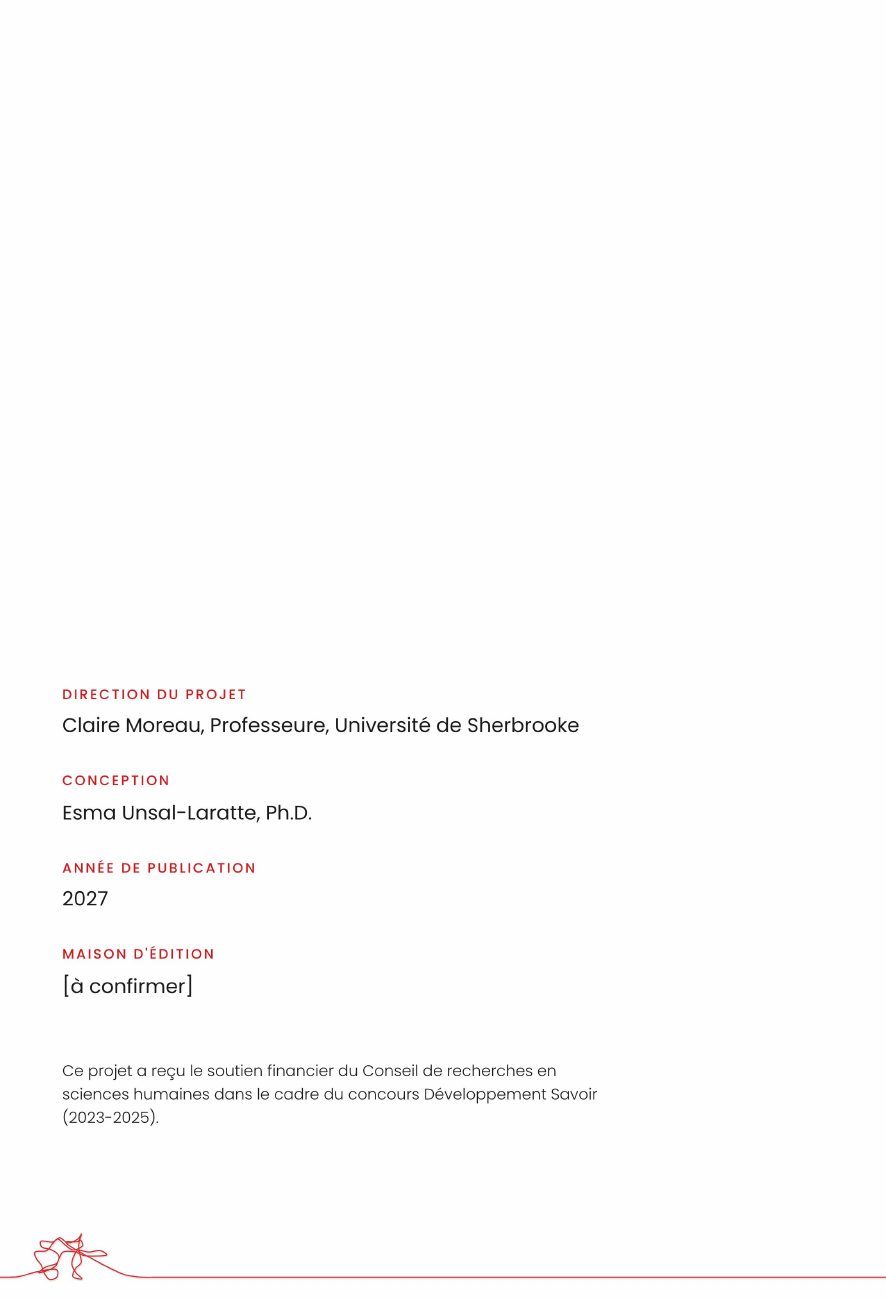 DIRECTION DU PROJET
Claire Moreau, Professeure, Université de Sherbrooke
CONCEPTION
Esma Unsal-Laratte, Ph.D.
ANNÉE DE PUBLICATION
2027
MAISON D'ÉDITION
[à confirmer]
Ce projet a reçu le soutien financier du Conseil de recherches en
sciences humaines dans le cadre du concours Développement Savoir
(2023-2025).